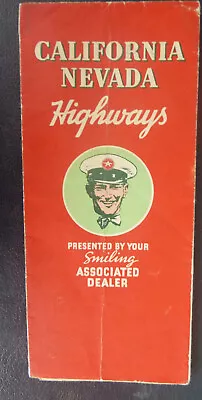 CALIFORNIA
NEVADA
Highways
PRESENTED BY YOUR
Smiling
ASSOCIATED
DEALER